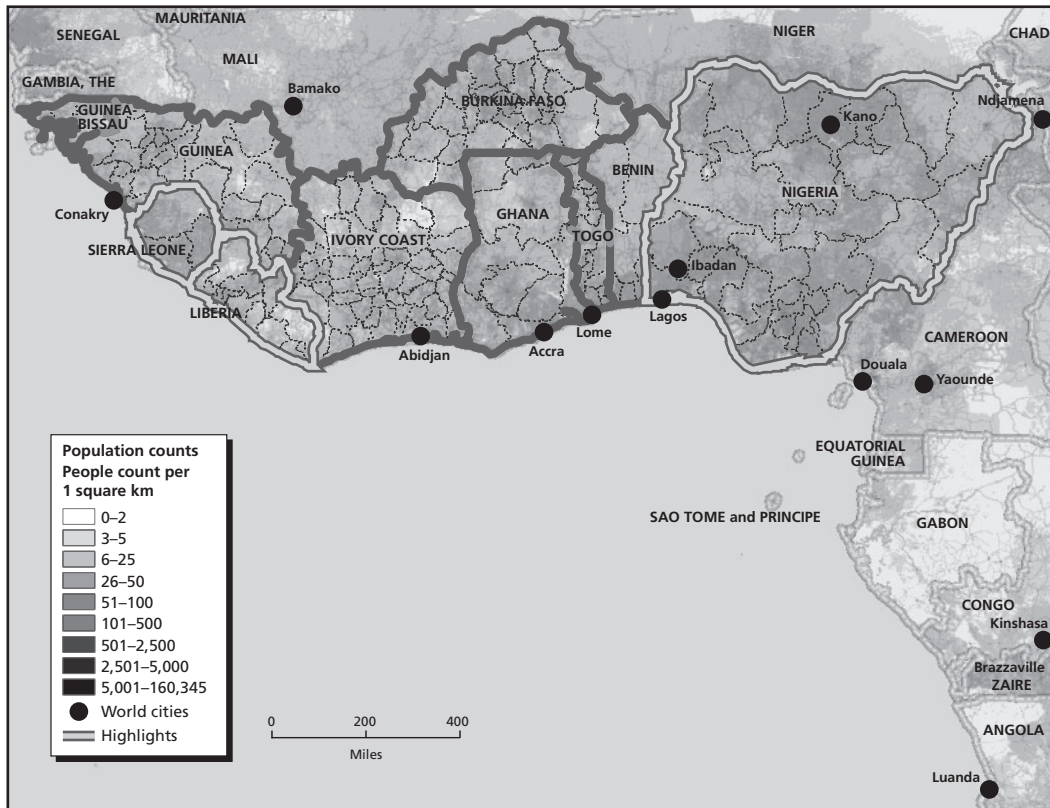 MAURITANIA
SENEGAL
NIGER
CHAD
MALI
GAMBIA, THE
Bamako
BURKINA FASO
Ndjamena
GUINEA
BISSAU
Kano
GUINEA
BENIN
NIGERIA
Conakry
GHANA
IVORY COAST
TOGO
SIERRA LEONE
Ibadan
LIBERIA
Lagos
Lome
Abidjan
Accra
CAMEROON
Douala
Yaounde
EQUATORIAL
GUINEA
SAO TOME and PRINCIPE
GABON
CONGO
Kinshasa
Brazzaville
ZAIRE
ANGOLA
Luanda
Population counts
People count per
1 square km
0–2
3–5
6–25
26–50
51–100
101–500
501–2,500
2,501–5,000
5,001–160,345
World cities
Highlights
0 200 400
Miles